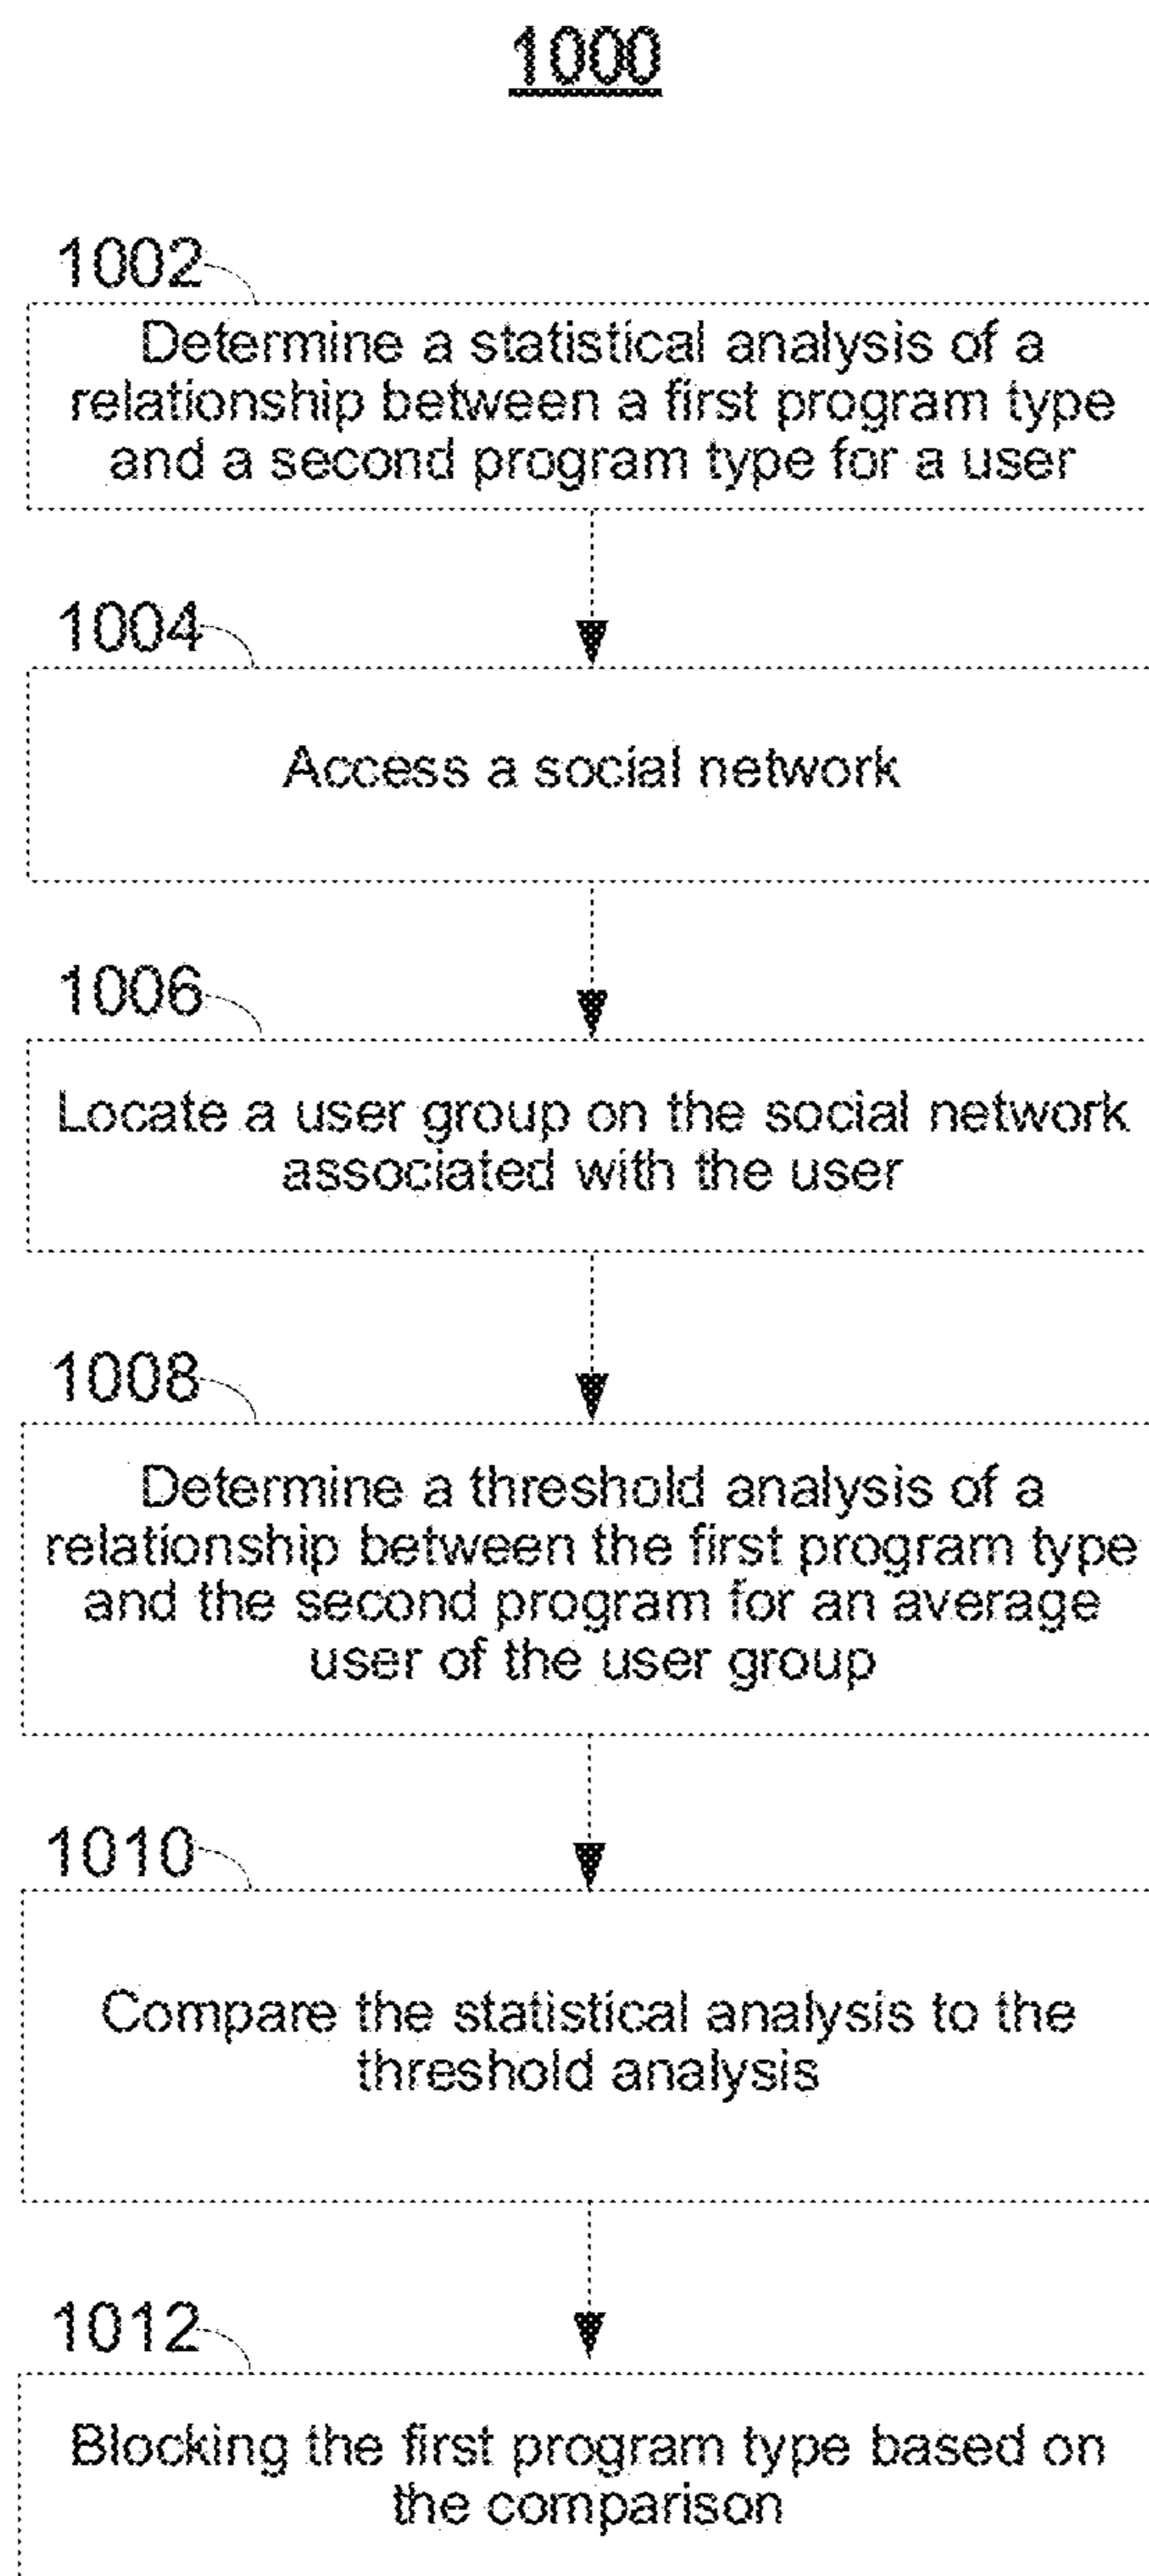 1000
1002
Determine a statistical analysis of a
relationship between a first program type
and a second program type for a user
1004
Access a social network
1006
Locate a user group on the social network
associated with the user
1008
Determine a threshold analysis of a
relationship between the first program type
and the second program for an average
user of the user group
1010
Compare the statistical analysis to the
threshold analysis
1012
Blocking the first program type based on
the comparison